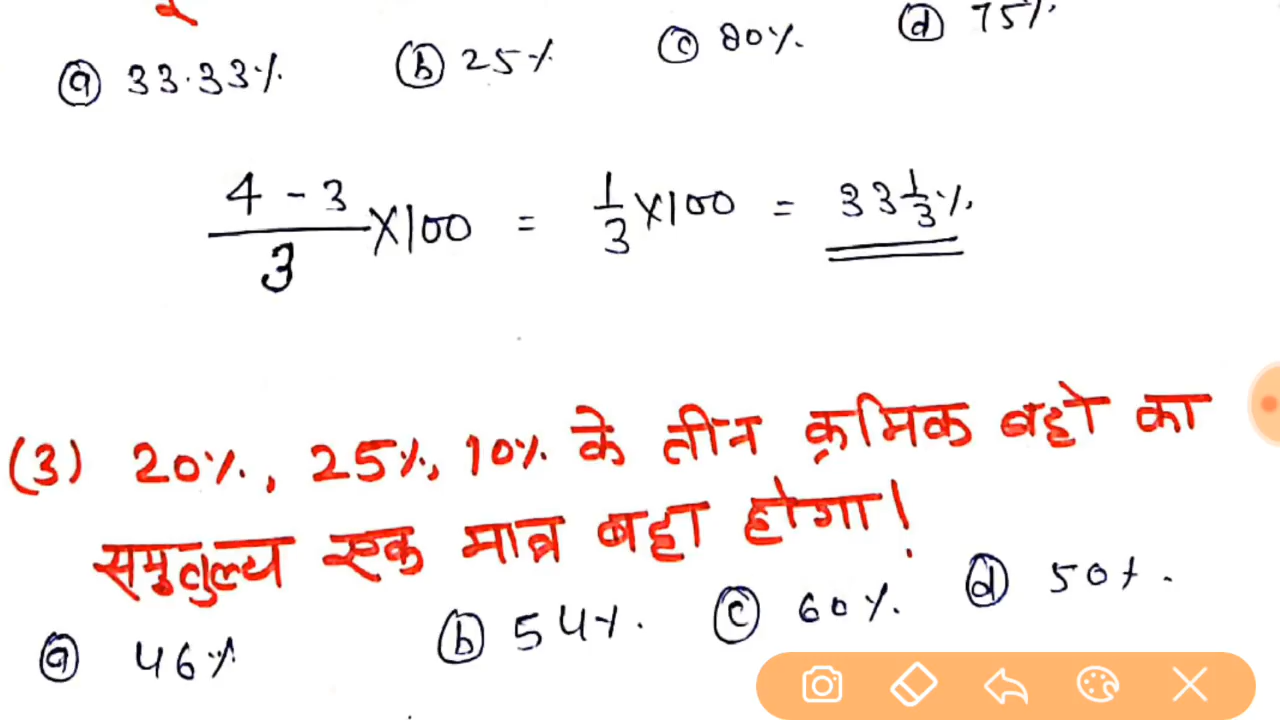 (a) 33.33% (b) 25% (c) 80% (d) 75%
4 - 3 / 3 × 100 = 1/3 × 100 = 33 1/3 %
(3) 20%, 25%, 10% के तीन क्रमिक बट्टो का
समुतुल्य एक मात्र बट्टा होगा!
(a) 46% (b) 54%. (c) 60%. (d) 50%.